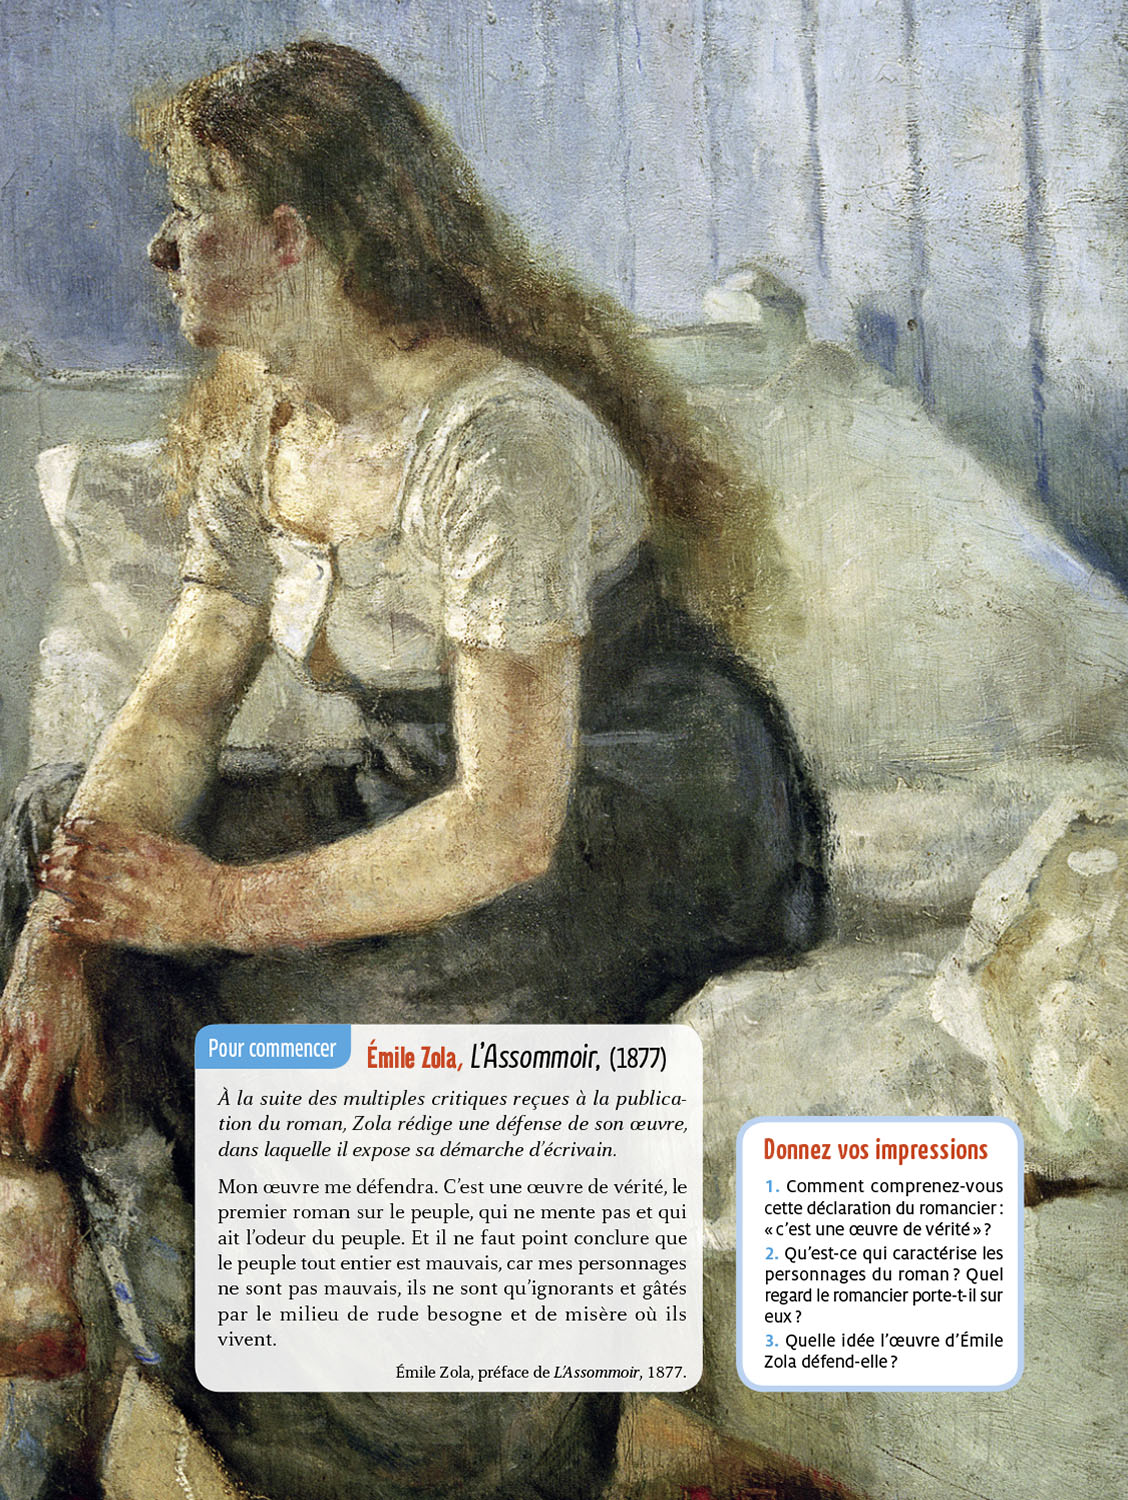 Pour commencer
Émile Zola, L'Assommoir, (1877)
À la suite des multiples critiques reçues à la publica-
tion du roman, Zola rédige une défense de son œuvre,
dans laquelle il expose sa démarche d'écrivain.
Mon œuvre me défendra. C'est une œuvre de vérité, le
premier roman sur le peuple, qui ne mente pas et qui
ait l'odeur du peuple. Et il ne faut point conclure que
le peuple tout entier est mauvais, car mes personnages
ne sont pas mauvais, ils ne sont qu'ignorants et gâtés
par le milieu de rude besogne et de misère où ils
vivent.
Émile Zola, préface de L'Assommoir, 1877.
Donnez vos impressions
1. Comment comprenez-vous
cette déclaration du romancier :
« c'est une œuvre de vérité » ?
2. Qu'est-ce qui caractérise les
personnages du roman ? Quel
regard le romancier porte-t-il sur
eux ?
3. Quelle idée l'œuvre d'Émile
Zola défend-elle ?